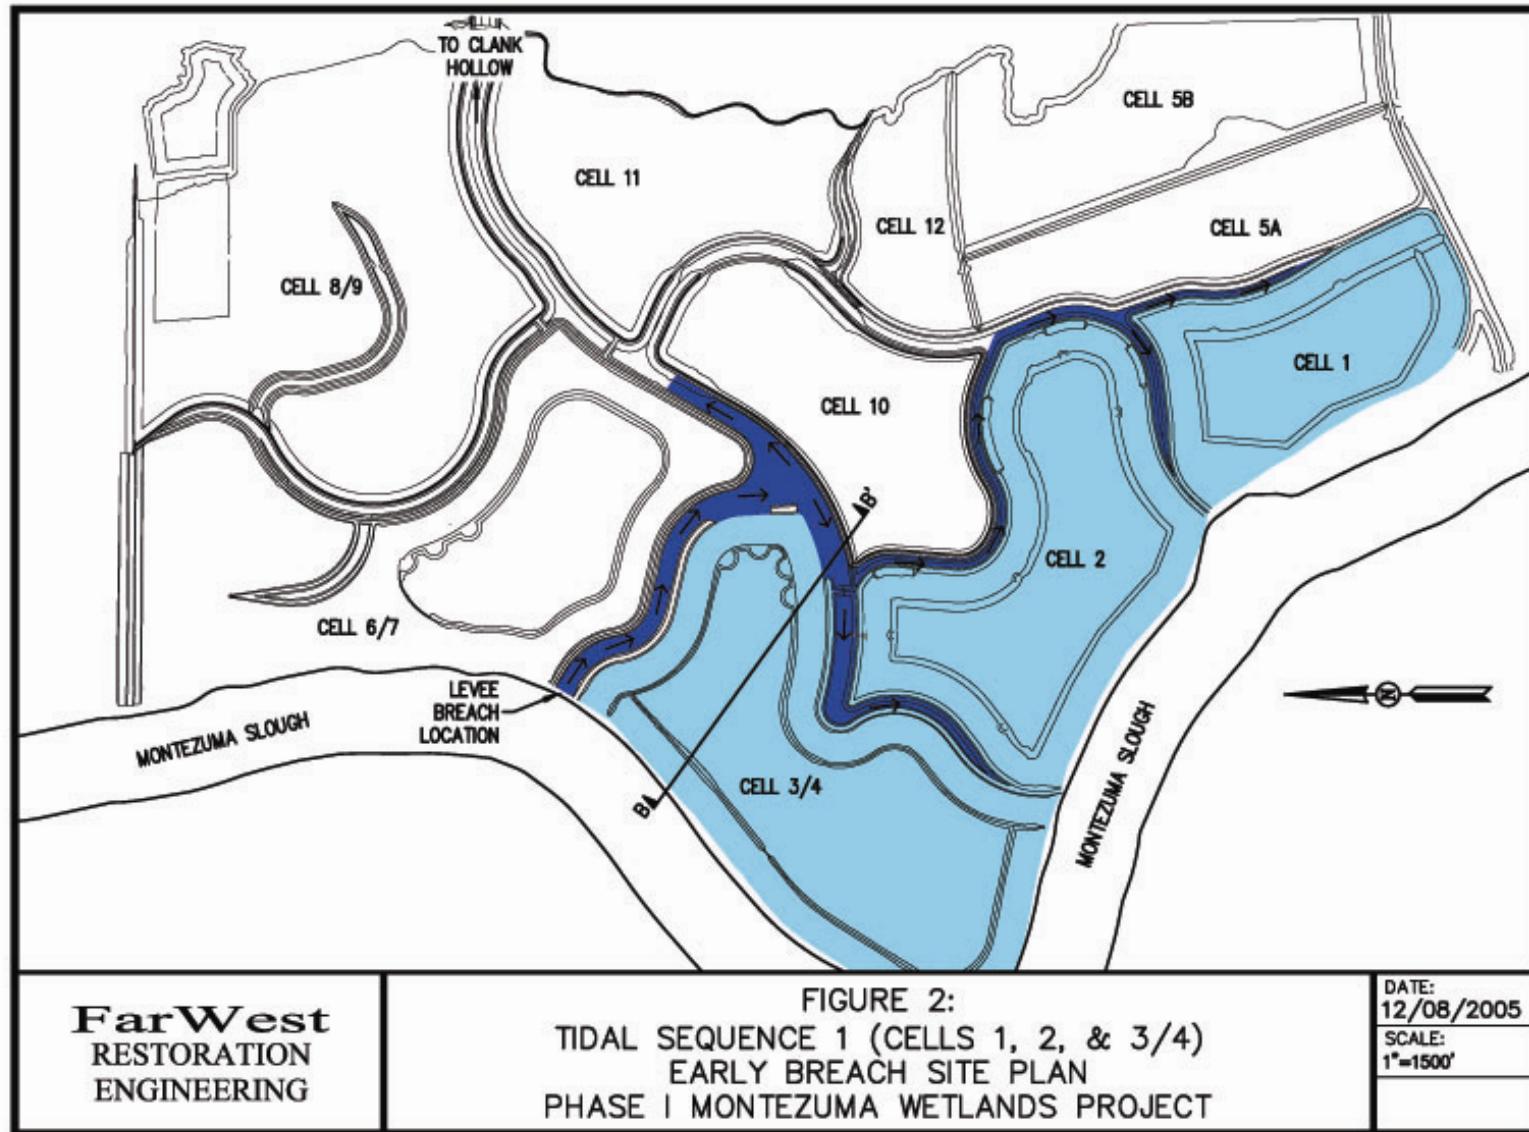 TO CLANK
HOLLOW
CELL 5B
CELL 11
CELL 12
CELL 5A
CELL 8/9
CELL 1
CELL 10
CELL 2
B'
CELL 6/7
LEVEE
BREACH
LOCATION
MONTEZUMA SLOUGH
N
MONTEZUMA SLOUGH
CELL 3/4
B
FarWest
RESTORATION
ENGINEERING
FIGURE 2:
TIDAL SEQUENCE 1 (CELLS 1, 2, & 3/4)
EARLY BREACH SITE PLAN
PHASE I MONTEZUMA WETLANDS PROJECT
DATE:
12/08/2005
SCALE:
1"=1500'